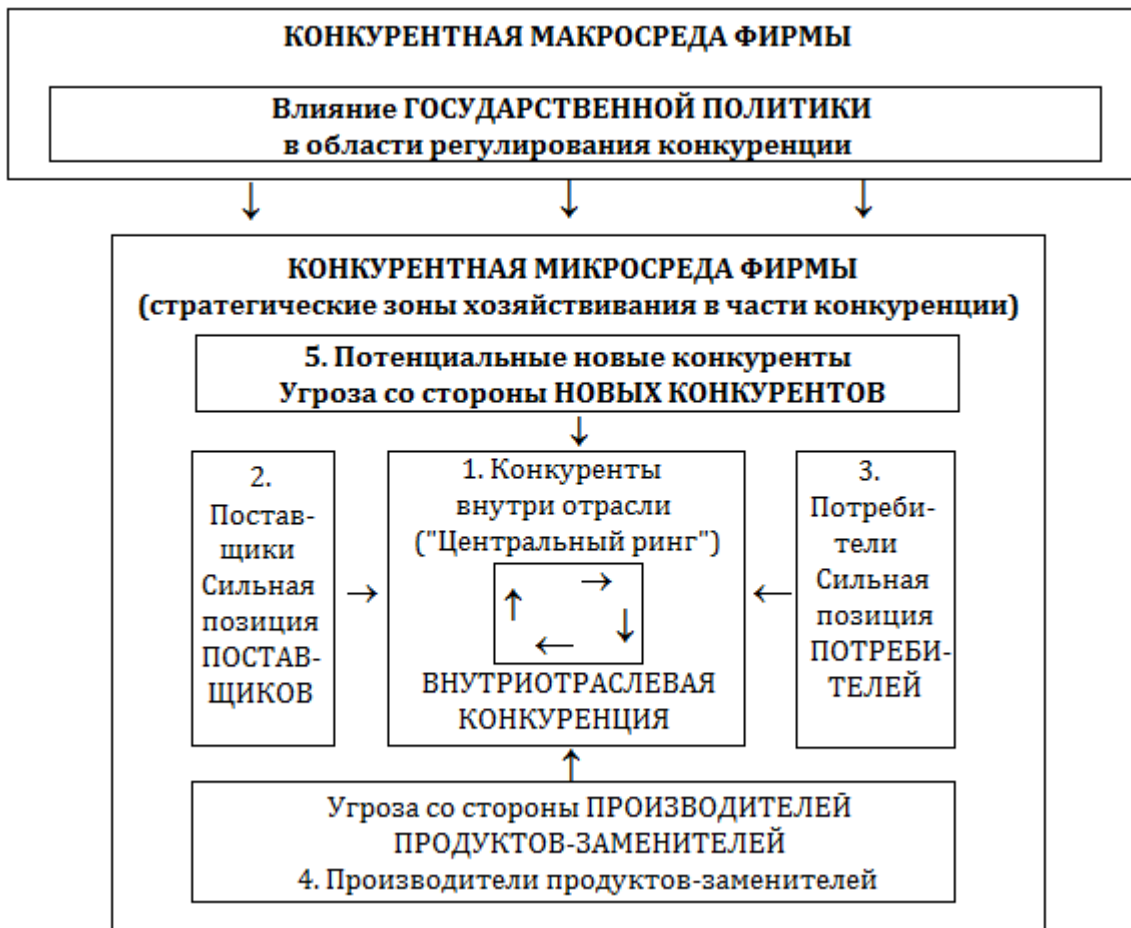 КОНКУРЕНТНАЯ МАКРОСРЕДА ФИРМЫ
Влияние ГОСУДАРСТВЕННОЙ ПОЛИТИКИ
в области регулирования конкуренции
КОНКУРЕНТНАЯ МИКРОСРЕДА ФИРМЫ
(стратегические зоны хозяйствивания в части конкуренции)
5. Потенциальные новые конкуренты
Угроза со стороны НОВЫХ КОНКУРЕНТОВ
2.
Постав-
щики
Сильная
позиция
ПОСТАВ-
ЩИКОВ
1. Конкуренты
внутри отрасли
("Центральный ринг")
ВНУТРИОТРАСЛЕВАЯ
КОНКУРЕНЦИЯ
3.
Потреби-
тели
Сильная
позиция
ПОТРЕБИ-
ТЕЛЕЙ
Угроза со стороны ПРОИЗВОДИТЕЛЕЙ
ПРОДУКТОВ-ЗАМЕНИТЕЛЕЙ
4. Производители продуктов-заменителей